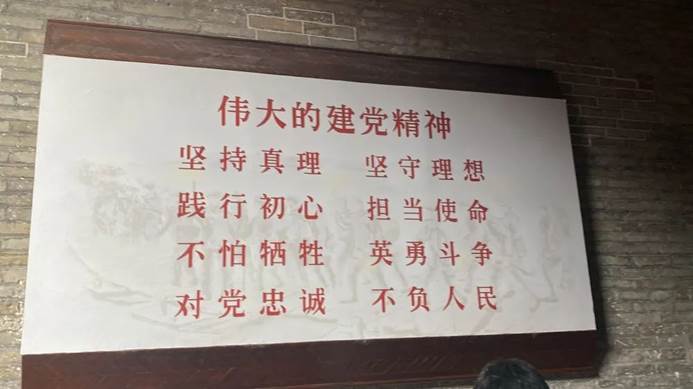 伟大的建党精神
坚持真理 坚守理想
践行初心 担当使命
不怕牺牲 英勇斗争
对党忠诚 不负人民